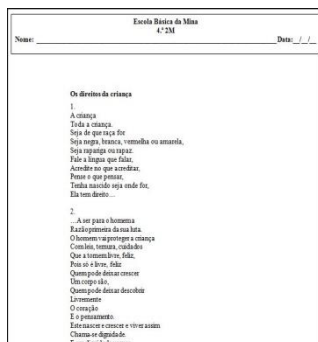 Escola Básica da Mina
4.º 2M
Nome: Data: / /
Os direitos da criança
1.
A criança
Toda a criança.
Seja de que raça for
Seja negra, branca, vermelha ou amarela,
Seja rapariga ou rapaz.
Fale a língua que falar,
Acredite no que acreditar,
Pense o que pensar,
Tenha nascido seja onde for,
Ela tem direito…
2.
…A ser para o homem a
Razão primeira da sua luta.
O homem vai proteger a criança
Com leis, ternura, cuidados
Que a tornem livre, feliz,
Pois só é livre, feliz
Quem pode deixar crescer
Um corpo são,
Quem pode deixar descobrir
Livremente
O coração
E o pensamento.
Este nascer e crescer e viver assim
Chama-se dignidade.